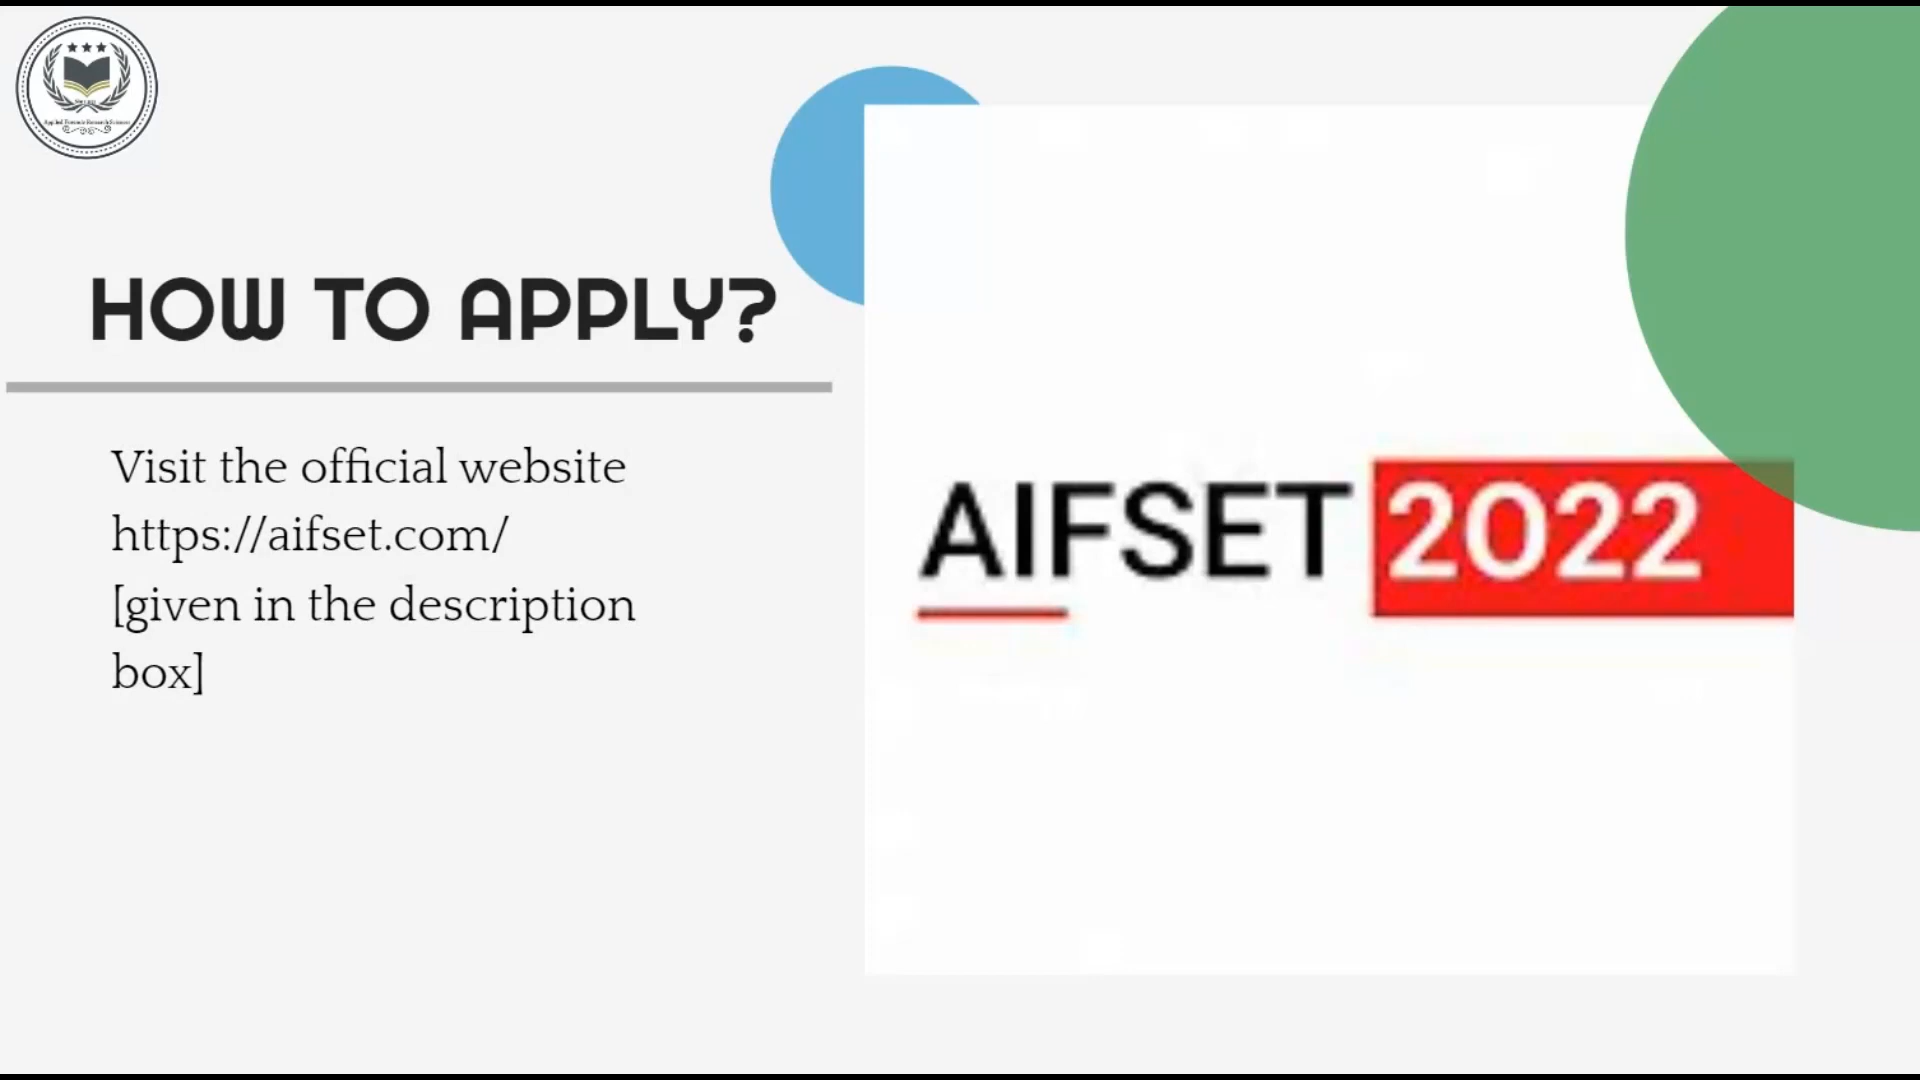 HOW TO APPLY?
Visit the official website
https://aifset.com/
[given in the description
box]
AIFSET 2022